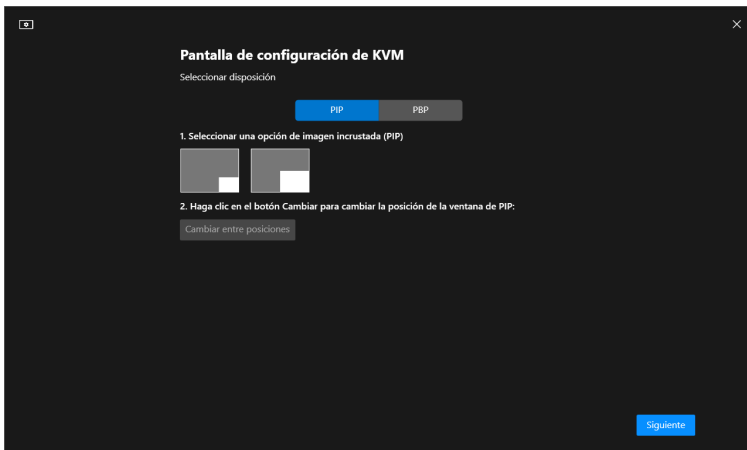 Pantalla de configuración de KVM
Seleccionar disposición
PIP
PBP
1. Seleccionar una opción de imagen incrustada (PIP)
2. Haga clic en el botón Cambiar para cambiar la posición de la ventana de PIP:
Cambiar entre posiciones
Siguiente